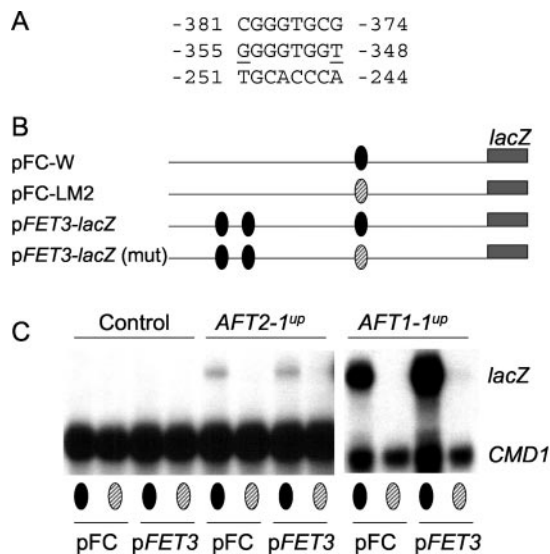 A
-381 CGGGTGCG -374
-355 GGGGTGGT -348
-251 TGCACCCA -244
B
lacZ
pFC-W
pFC-LM2
pFET3-lacZ
pFET3-lacZ (mut)
C
Control AFT2-1up AFT1-1up
lacZ
CMD1
pFC pFET3 pFC pFET3 pFC pFET3